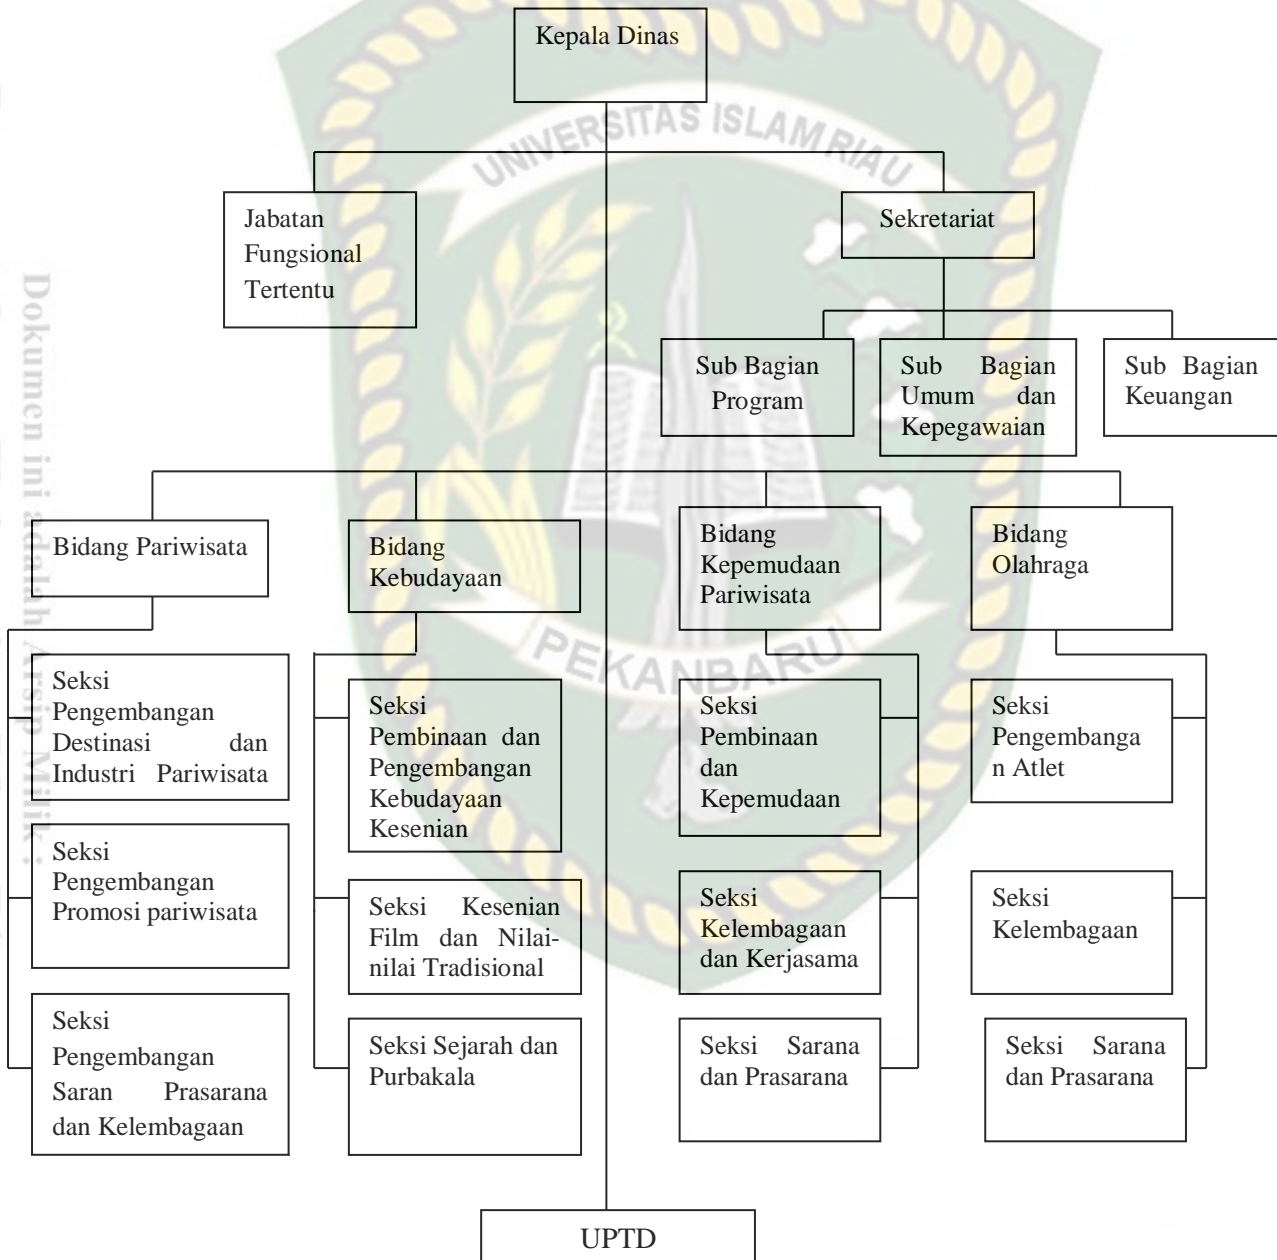 Kepala Dinas
UNIVERSITAS ISLAM RIAU
Jabatan
Fungsional
Tertentu
Sekretariat
Sub Bagian
Program
Sub Bagian
Umum dan
Kepegawaian
Sub Bagian
Keuangan
Bidang Pariwisata
Bidang
Kebudayaan
Bidang
Kepemudaan
Pariwisata
Bidang
Olahraga
PEKANBARU
Seksi
Pengembangan
Destinasi dan
Industri Pariwisata
Seksi
Pembinaan dan
Pengembangan
Kebudayaan
Kesenian
Seksi
Pembinaan
dan
Kepemudaan
Seksi
Pengembanga
n Atlet
Seksi
Pengembangan
Promosi pariwisata
Seksi Kesenian
Film dan Nilai-
nilai Tradisional
Seksi
Kelembagaan
dan Kerjasama
Seksi
Kelembagaan
Seksi
Pengembangan
Saran Prasarana
dan Kelembagaan
Seksi Sejarah dan
Purbakala
Seksi Sarana
dan Prasarana
Seksi Sarana
dan Prasarana
UPTD
Dokumen ini adalah Arsip Milik :